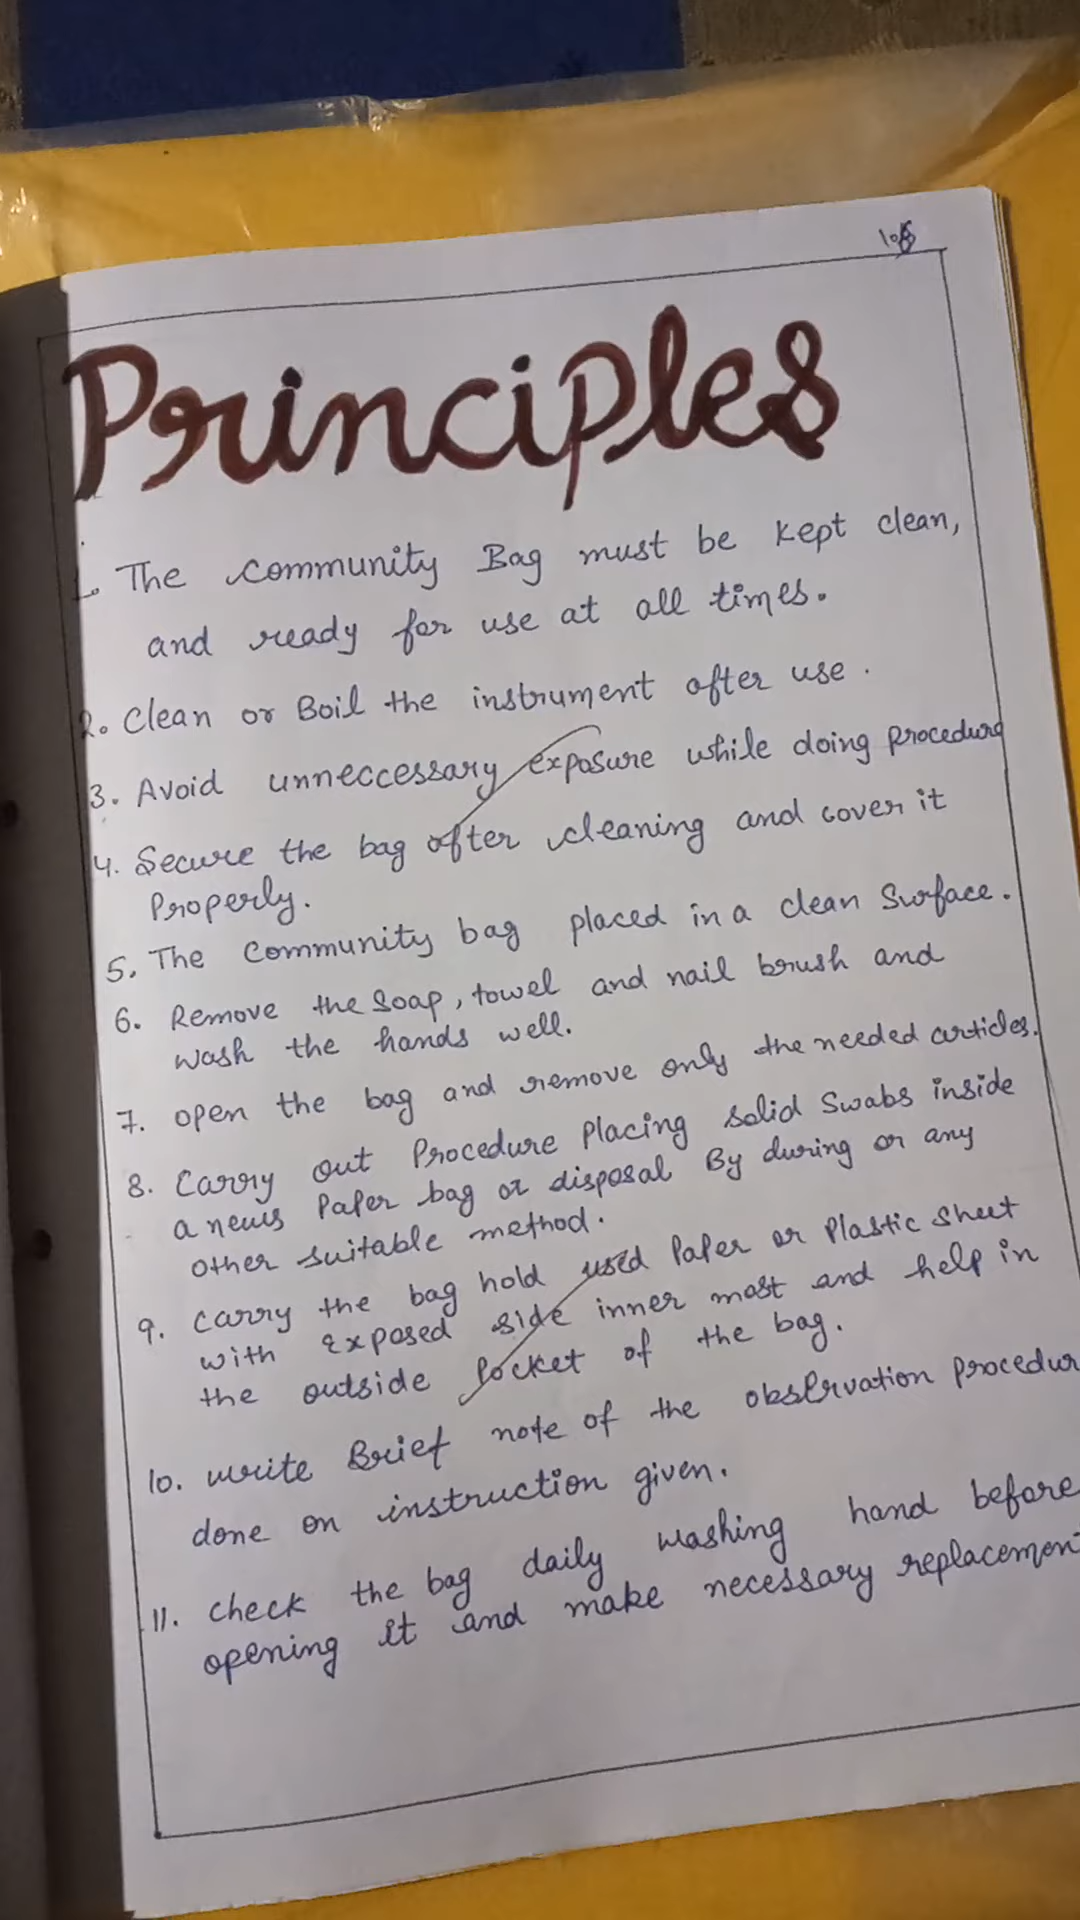 Principles
1. The community Bag must be kept clean,
and ready for use at all times.
2. Clean or Boil the instrument after use.
3. Avoid unneccessary exposure while doing procedure
4. Secure the bag after cleaning and cover it
Properly.
5. The Community bag placed in a clean Surface.
6. Remove the Soap, towel and nail brush and
wash the hands well.
7. open the bag and remove only the needed articles.
8. Carry out Procedure Placing solid Swabs inside
a news Paper bag or disposal By during or any
other suitable method.
9. Carry the bag hold used Paper or Plastic sheet
with Exposed side inner most and help in
the outside Pocket of the bag.
10. write Brief note of the observation procedur
done on instruction given.
11. check the bag daily washing hand before
opening it and make necessary replacement